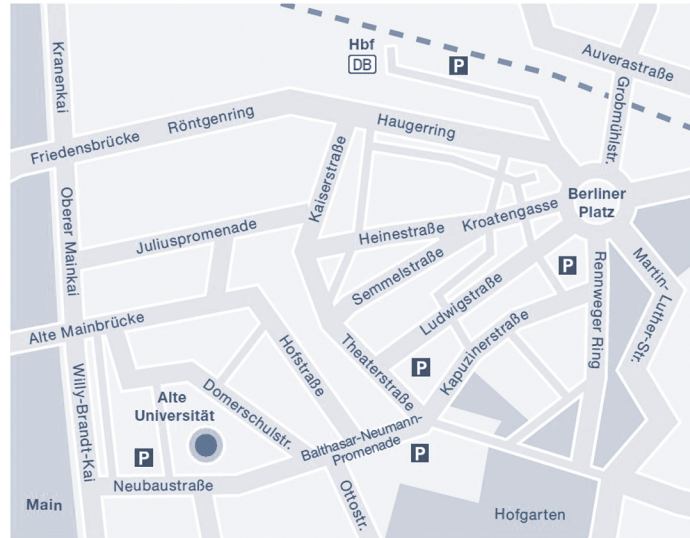 Kranenkai
Hbf
DB
P
Auverastraße
Grobmühlstr.
Friedensbrücke
Röntgenring
Haugerring
Kaiserstraße
Berliner
Platz
Oberer Mainkai
Juliuspromenade
Heinestraße
Kroatengasse
Semmelstraße
P
Rennweger Ring
Martin-
Luther-Str.
Alte Mainbrücke
Ludwigstraße
Hofstraße
Theaterstraße
Kapuzinerstraße
P
Willy-Brandt-Kai
Alte
Universität
Domerschulstr.
Balthasar-Neumann-
Promenade
P
P
Neubaustraße
Ottostr.
Main
Hofgarten